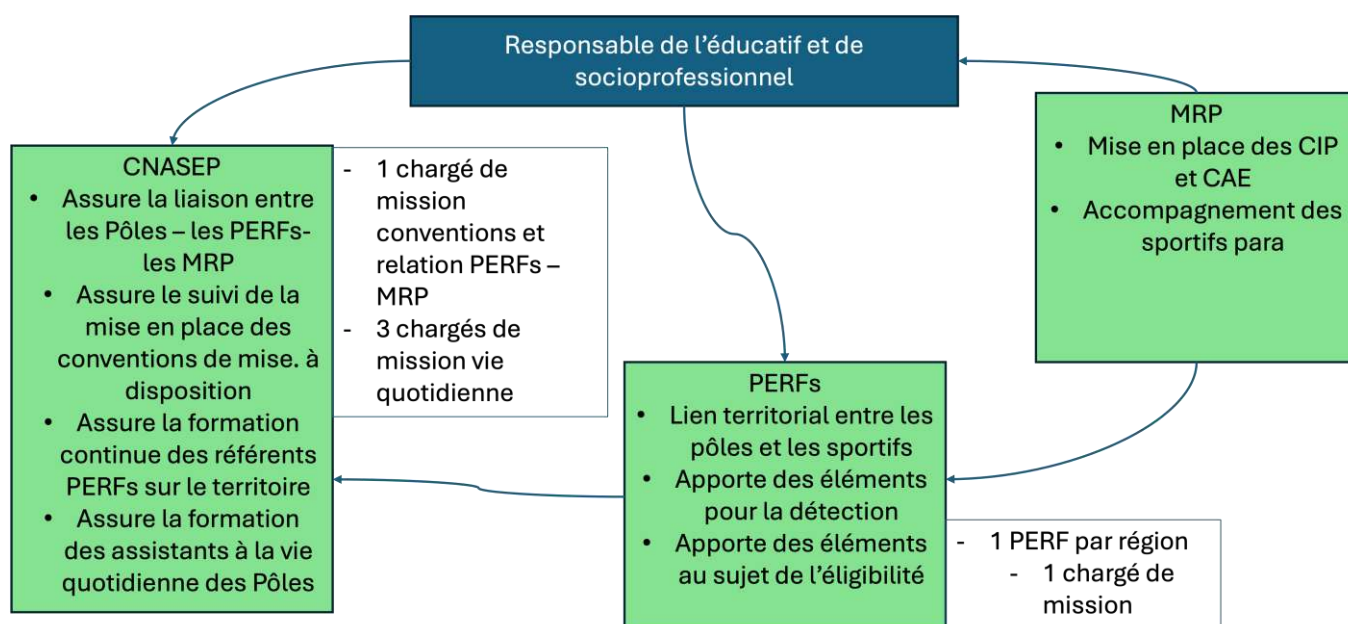 Responsable de l'éducatif et de
socioprofessionnel
CNASEP
• Assure la liaison entre
les Pôles – les PERFs-
les MRP
• Assure le suivi de la
mise en place des
conventions de mise. à
disposition
• Assure la formation
continue des référents
PERFs sur le territoire
• Assure la formation
des assistants à la vie
quotidienne des Pôles
- 1 chargé de
mission
conventions et
relation PERFs –
MRP
- 3 chargés de
mission vie
quotidienne
PERFs
• Lien territorial entre les
pôles et les sportifs
• Apporte des éléments
pour la détection
• Apporte des éléments
au sujet de l'éligibilité
- 1 PERF par région
- 1 chargé de
mission
MRP
• Mise en place des CIP
et CAE
• Accompagnement des
sportifs para